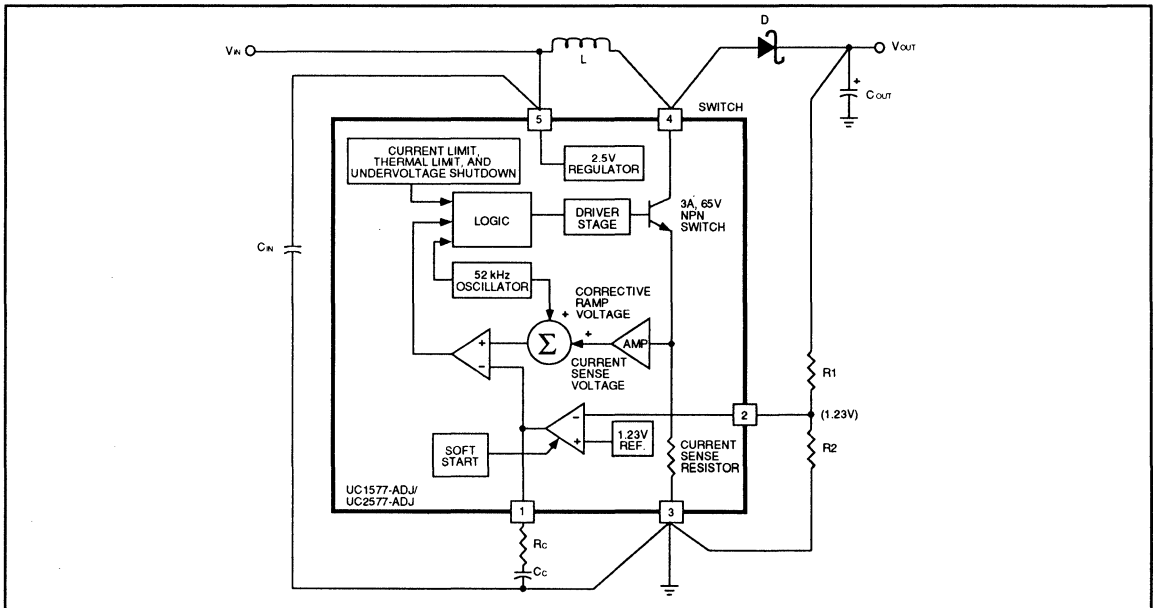 D
VIN
VOUT
L
+
COUT
SWITCH
5
4
CURRENT LIMIT,
THERMAL LIMIT, AND
UNDERVOLTAGE SHUTDOWN
2.5V
REGULATOR
3A, 65V
NPN
SWITCH
LOGIC
DRIVER
STAGE
CIN
52 kHz
OSCILLATOR
CORRECTIVE
RAMP
VOLTAGE
+
+
Σ
AMP
+
−
CURRENT
SENSE
VOLTAGE
R1
2
(1.23V)
−
+
1.23V
REF.
R2
SOFT
START
CURRENT
SENSE
RESISTOR
UC1577-ADJ/
UC2577-ADJ
1
3
RC
CC